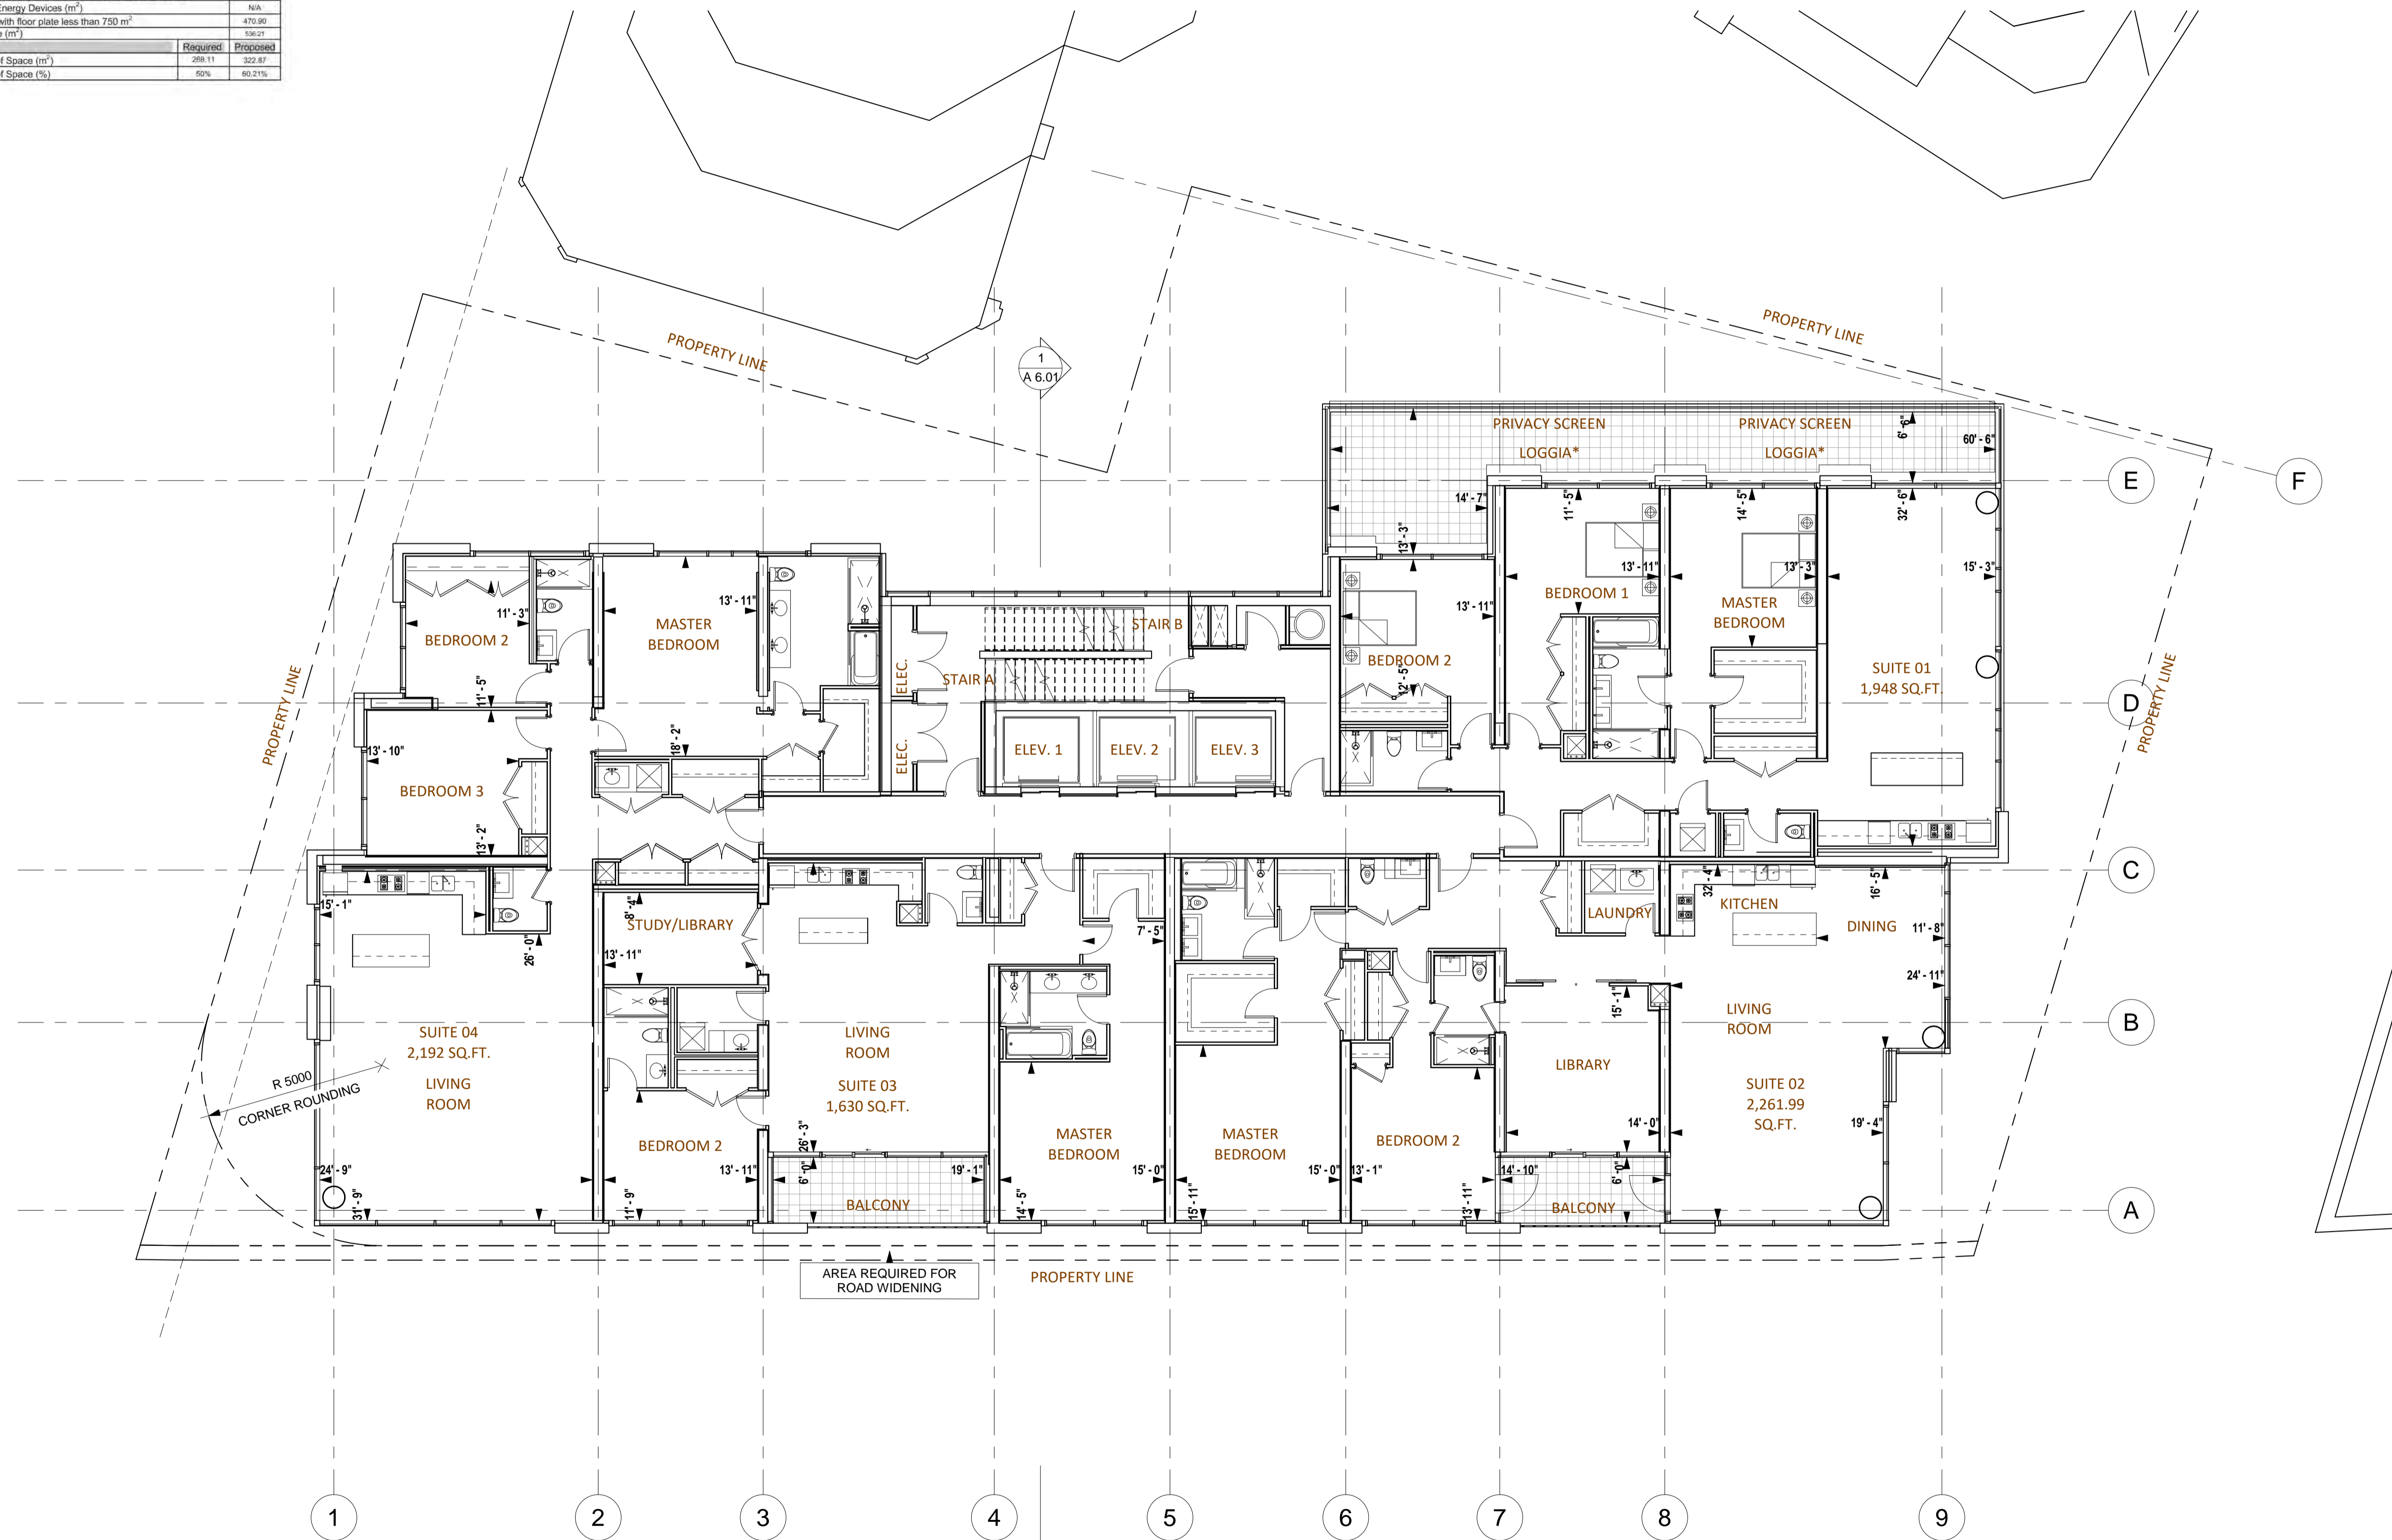 Energy Devices (m²) N/A
with floor plate less than 750 m² 470.90
e (m²) 536.21
Required Proposed
of Space (m²) 268.11 322.87
of Space (%) 50% 60.21%
PROPERTY LINE
PROPERTY LINE
1
A 6.01
PRIVACY SCREEN
LOGGIA*
PRIVACY SCREEN
LOGGIA*
6' - 6"
60' - 6"
E
F
14' - 7"
13' - 3"
11' - 5"
14' - 5"
32' - 6"
13' - 11"
13' - 3"
15' - 3"
BEDROOM 1
MASTER
BEDROOM
SUITE 01
1,948 SQ.FT.
11' - 3"
BEDROOM 2
11' - 5"
13' - 11"
MASTER
BEDROOM
18' - 2"
ELEC.
ELEC.
STAIR B
STAIR A
13' - 11"
BEDROOM 2
12' - 5"
PROPERTY LINE
PROPERTY LINE
D
ELEV. 1
ELEV. 2
ELEV. 3
13' - 10"
BEDROOM 3
13' - 2"
C
15' - 1"
26' - 0"
8' - 4"
STUDY/LIBRARY
13' - 11"
7' - 5"
LAUNDRY
32' - 4"
KITCHEN
16' - 5"
DINING
11' - 8"
24' - 11"
SUITE 04
2,192 SQ.FT.
LIVING
ROOM
LIVING
ROOM
SUITE 03
1,630 SQ.FT.
15' - 1"
LIBRARY
LIVING
ROOM
SUITE 02
2,261.99
SQ.FT.
B
R 5000
CORNER ROUNDING
24' - 9"
31' - 9"
BEDROOM 2
13' - 11"
11' - 9"
26' - 3"
6' - 0"
19' - 1"
BALCONY
MASTER
BEDROOM
15' - 0"
14' - 5"
MASTER
BEDROOM
15' - 0"
15' - 11"
BEDROOM 2
13' - 1"
13' - 11"
14' - 0"
14' - 10"
6' - 0"
BALCONY
19' - 4"
A
AREA REQUIRED FOR
ROAD WIDENING
PROPERTY LINE
1
2
3
4
5
6
7
8
9